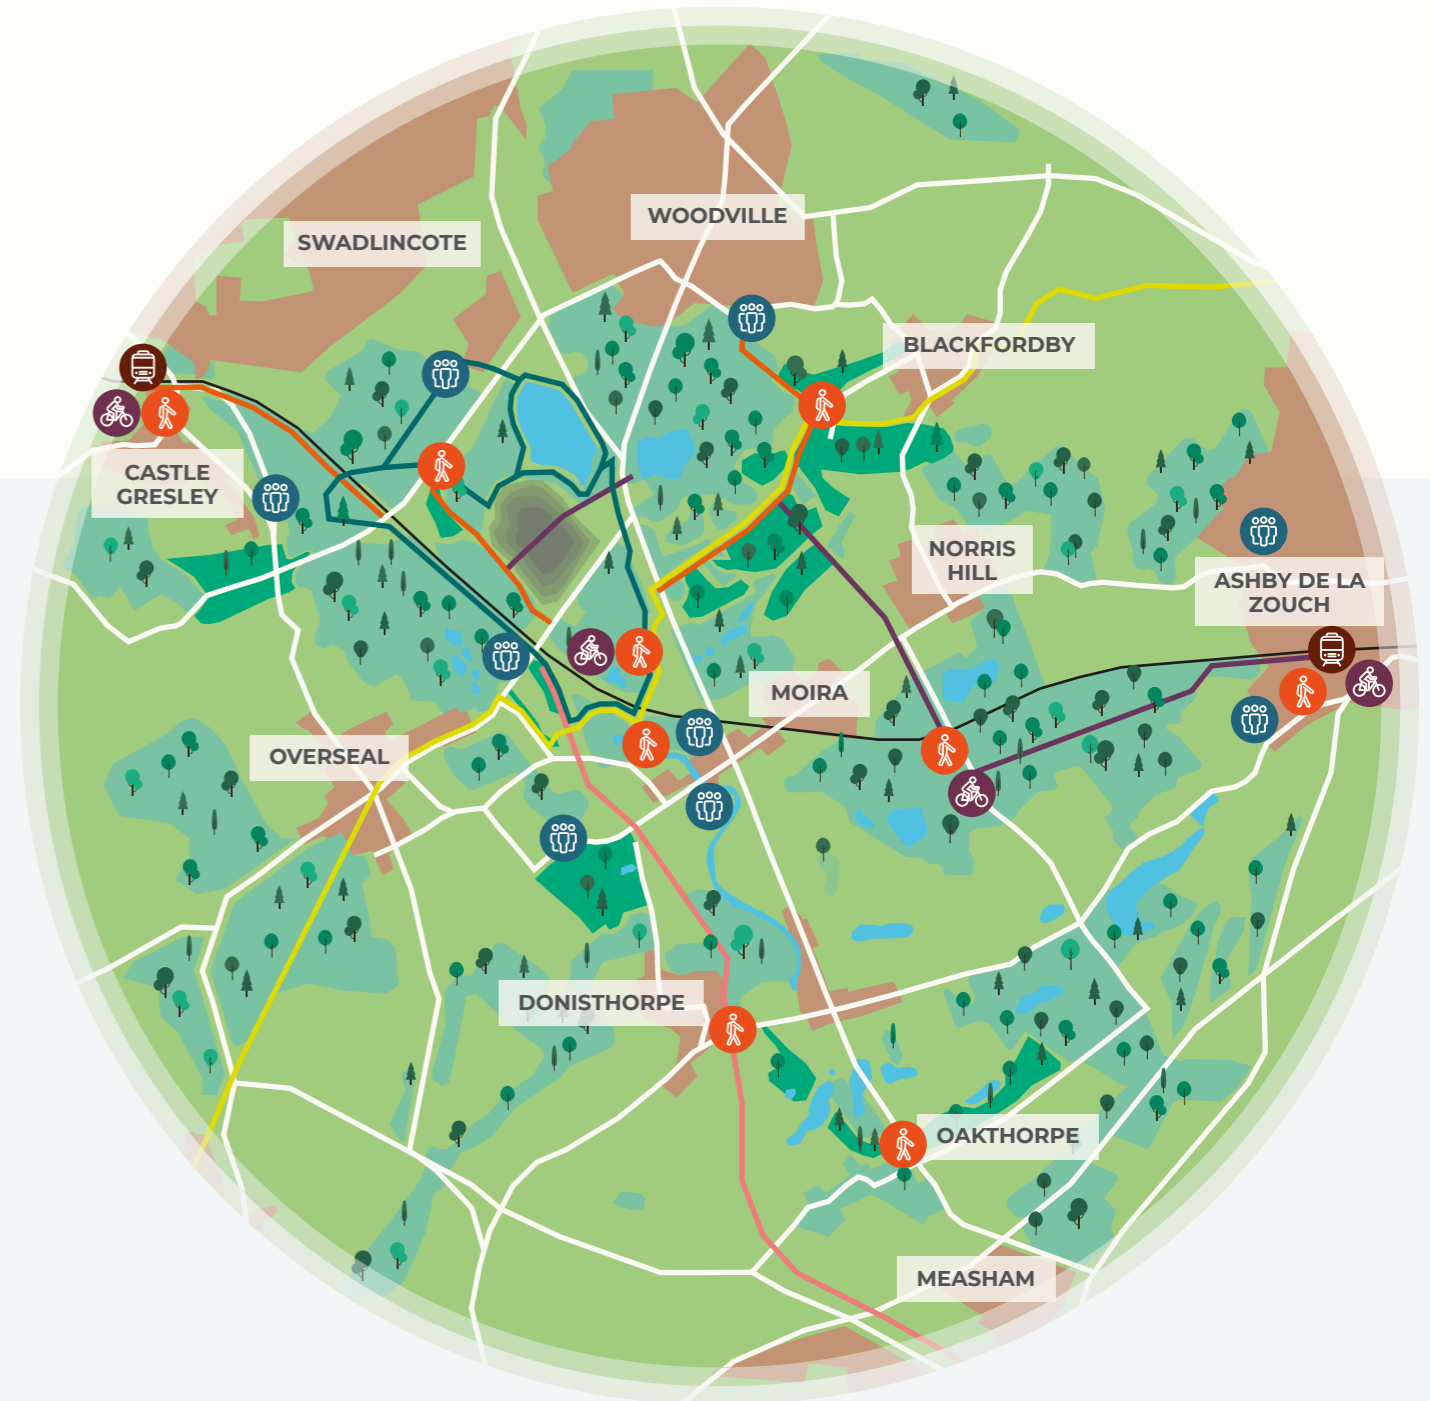 WOODVILLE
SWADLINCOTE
BLACKFORDBY
CASTLE
GRESLEY
NORRIS
HILL
ASHBY DE LA
ZOUCH
MOIRA
OVERSEAL
DONISTHORPE
OAKTHORPE
MEASHAM